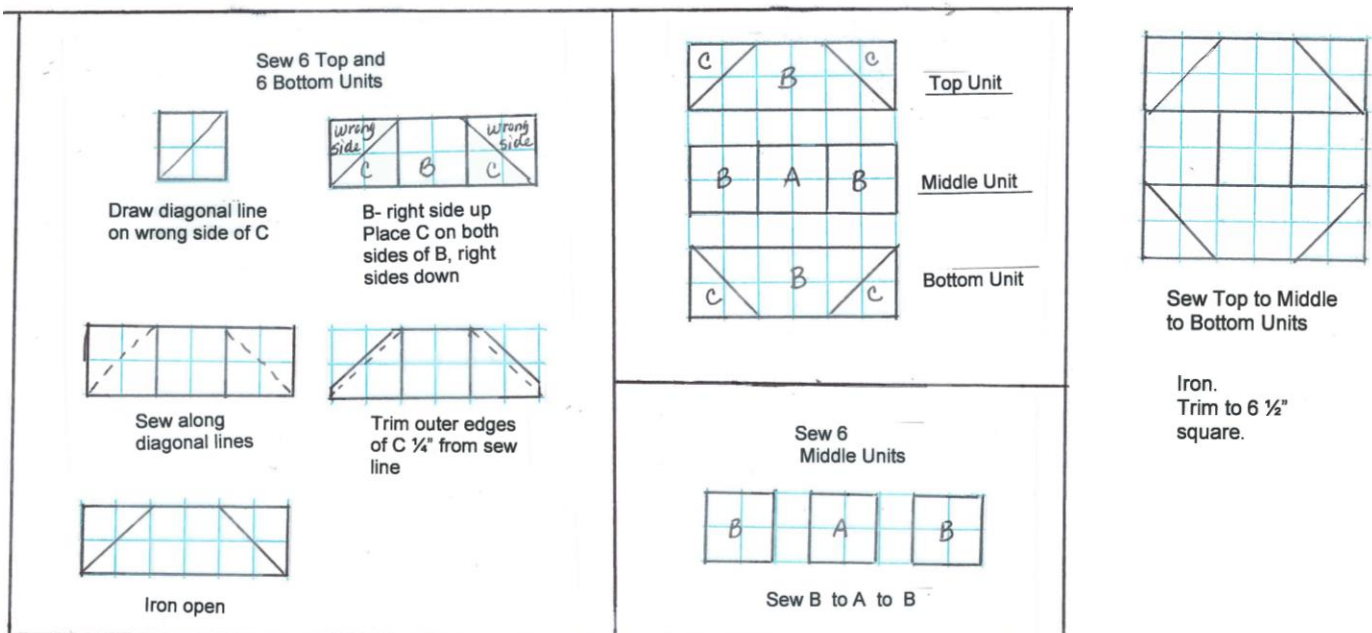 Sew 6 Top and
6 Bottom Units
Wrong
side
C
B
wrong
side
C
Draw diagonal line
on wrong side of C
B- right side up
Place C on both
sides of B, right
sides down
Sew along
diagonal lines
Trim outer edges
of C ¼" from sew
line
Iron open
C
B
C
Top Unit
B
A
B
Middle Unit
C
B
C
Bottom Unit
Sew 6
Middle Units
B
A
B
Sew B to A to B
Sew Top to Middle
to Bottom Units
Iron.
Trim to 6 ½"
square.